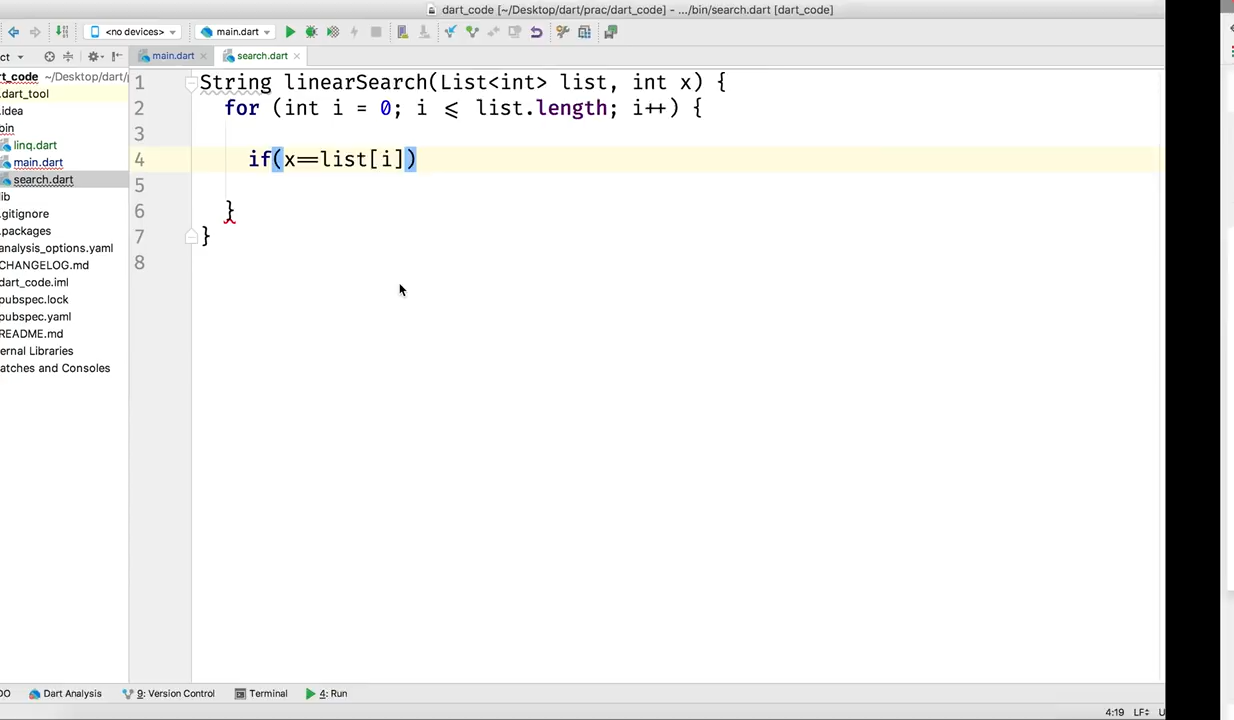 dart_code [~/Desktop/dart/prac/dart_code] - .../bin/search.dart [dart_code]
<no devices> main.dart
ct main.dart search.dart
rt_code ~/Desktop/dart/p
.dart_tool
.idea
bin
linq.dart
main.dart
search.dart
lib
.gitignore
.packages
analysis_options.yaml
CHANGELOG.md
dart_code.iml
pubspec.lock
pubspec.yaml
README.md
ernal Libraries
atches and Consoles
1 String linearSearch(List<int> list, int x) {
2 for (int i = 0; i <= list.length; i++) {
3
4 if(x==list[i])
5
6 }
7 }
8
DO Dart Analysis 9: Version Control Terminal 4: Run
4:19 LF U